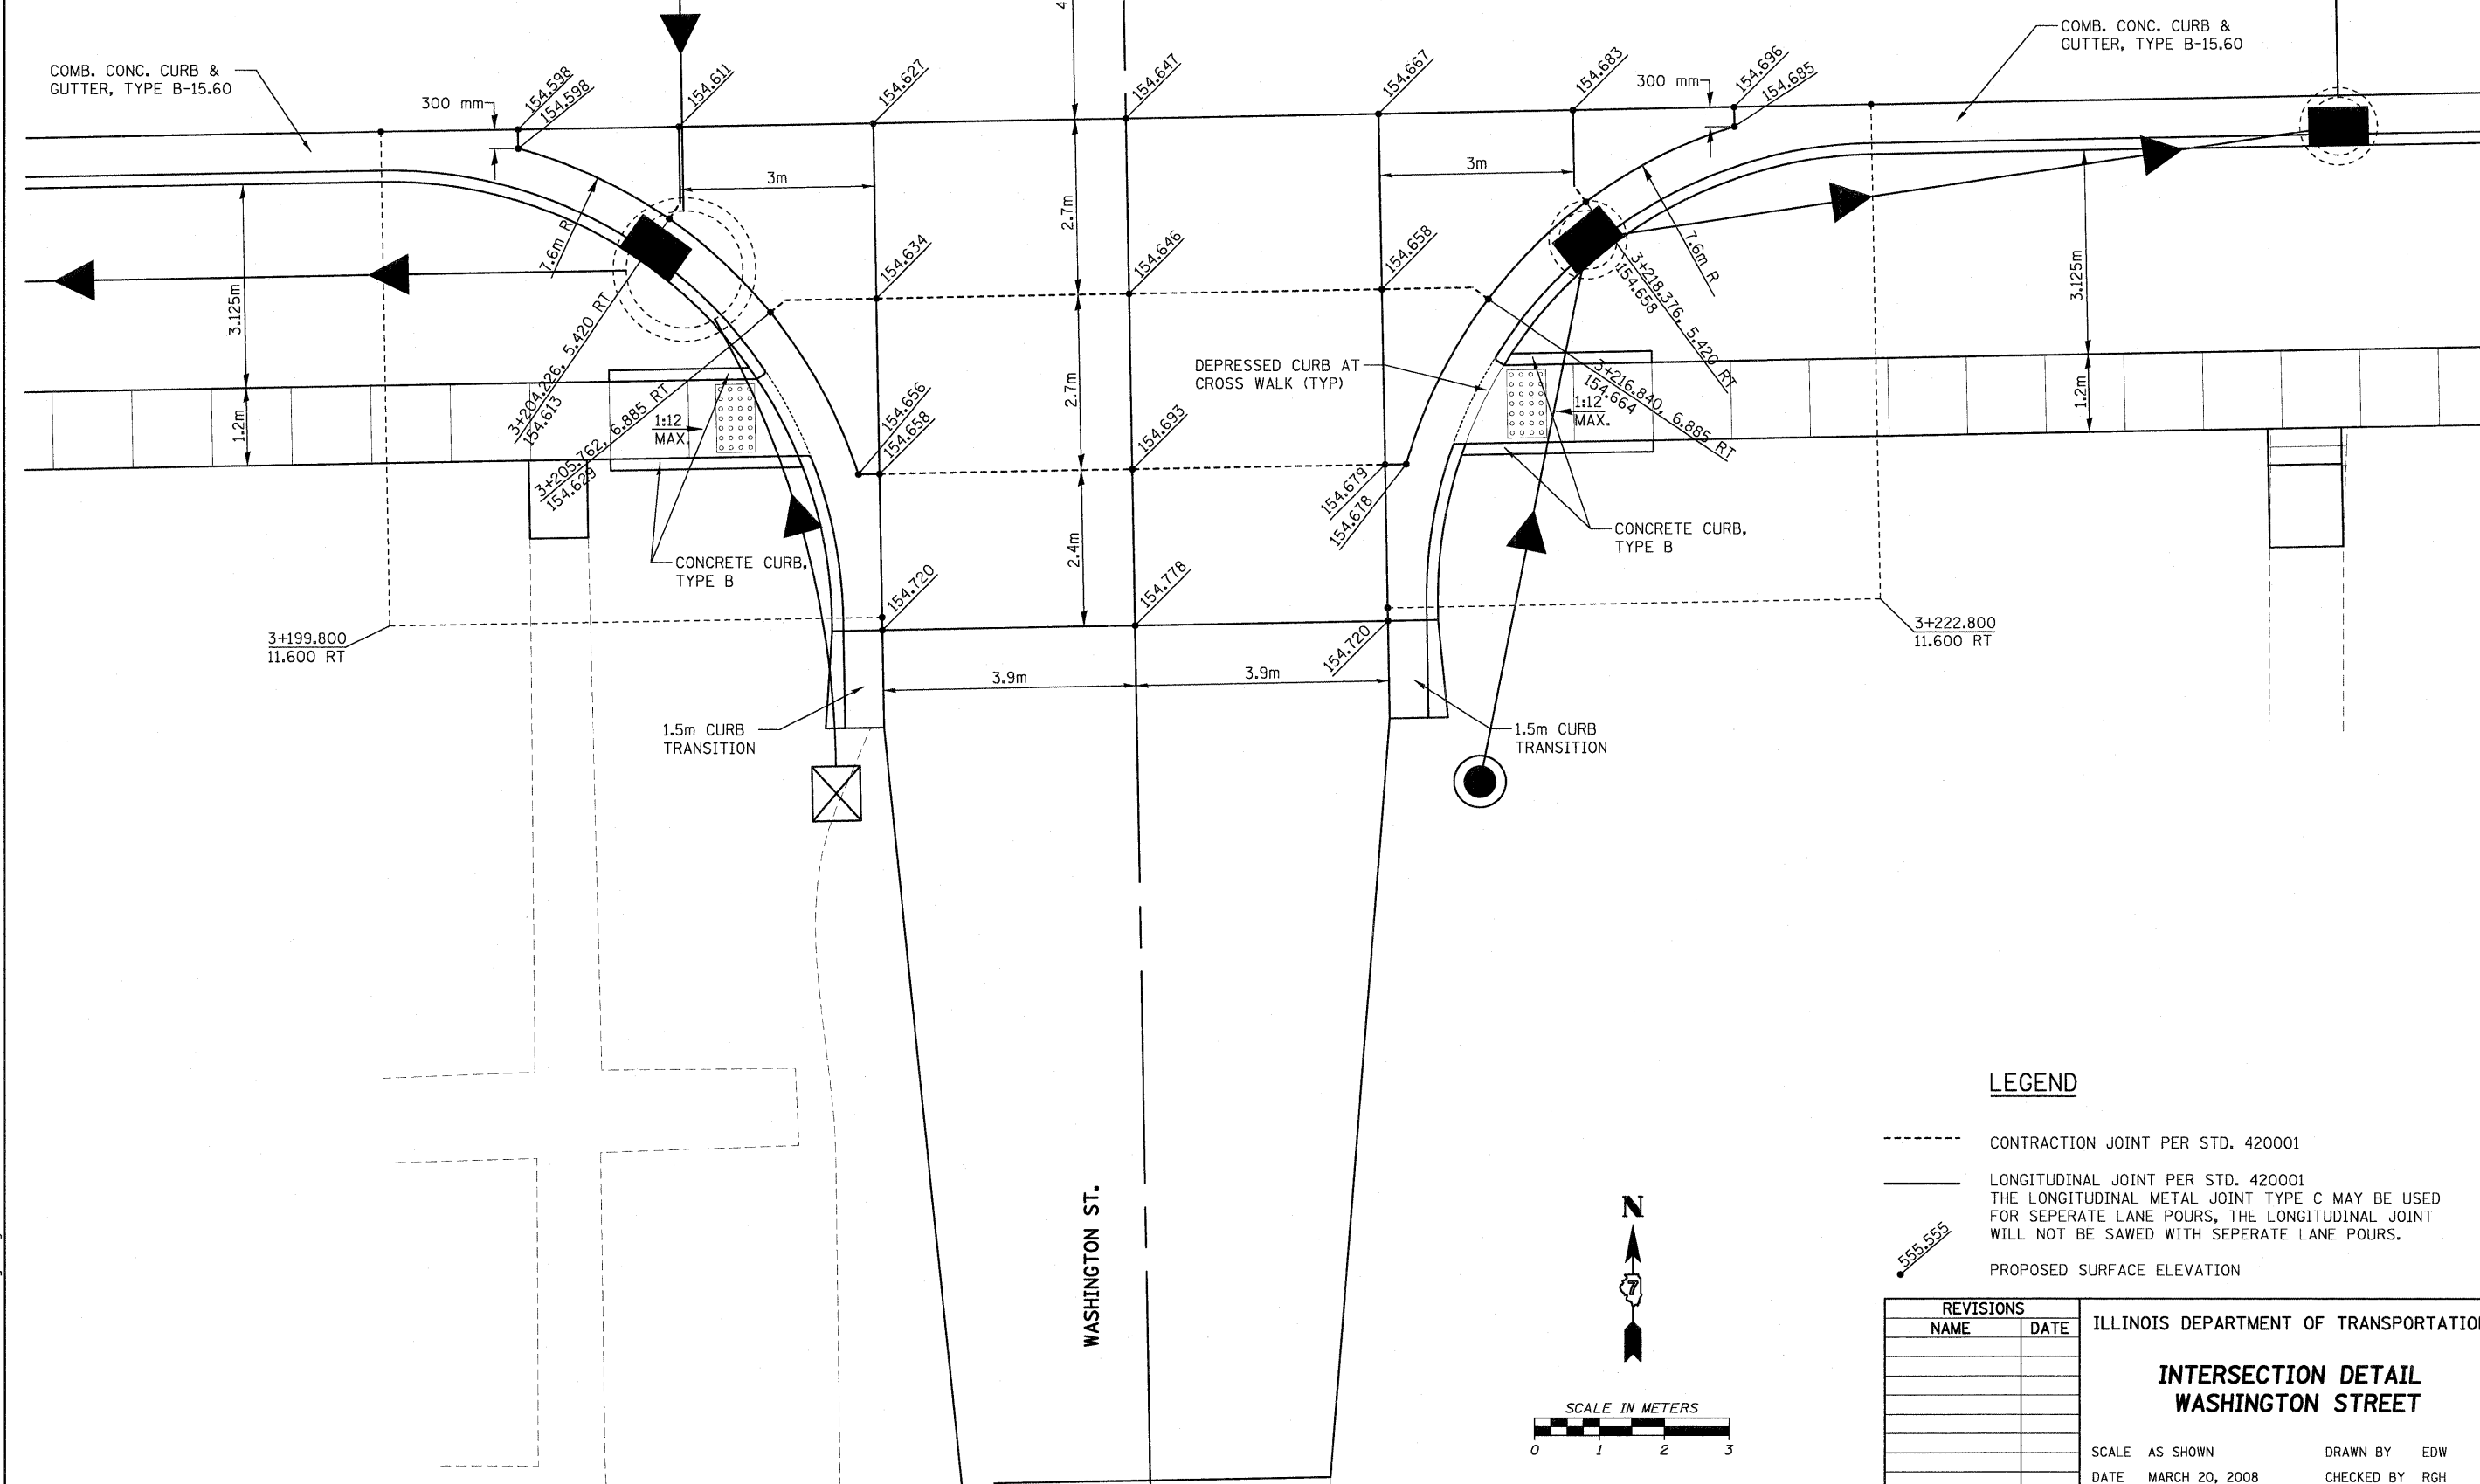 4
COMB. CONC. CURB &
GUTTER, TYPE B-15.60
COMB. CONC. CURB &
GUTTER, TYPE B-15.60
300 mm
154.598
154.598
154.611
154.627
154.647
154.667
154.683
300 mm
154.696
154.685
3m
3m
2.7m
7.6m R
7.6m R
3.125m
3.125m
154.634
154.646
154.658
3+204.226, 5.420 RT
154.613
3+205.762, 6.885 RT
154.629
3+218.376, 5.420 RT
154.658
3+216.840, 6.885 RT
154.664
DEPRESSED CURB AT
CROSS WALK (TYP)
2.7m
1.2m
1.2m
1:12
MAX.
1:12
MAX.
154.656
154.658
154.693
154.679
154.678
CONCRETE CURB,
TYPE B
CONCRETE CURB,
TYPE B
2.4m
154.720
154.778
154.720
3+199.800
11.600 RT
3+222.800
11.600 RT
3.9m
3.9m
1.5m CURB
TRANSITION
1.5m CURB
TRANSITION
WASHINGTON ST.
LEGEND
CONTRACTION JOINT PER STD. 420001
LONGITUDINAL JOINT PER STD. 420001
THE LONGITUDINAL METAL JOINT TYPE C MAY BE USED
FOR SEPERATE LANE POURS, THE LONGITUDINAL JOINT
WILL NOT BE SAWED WITH SEPERATE LANE POURS.
555.555
PROPOSED SURFACE ELEVATION
N
7
SCALE IN METERS
0 1 2 3
REVISIONS
NAME DATE
ILLINOIS DEPARTMENT OF TRANSPORTATION
INTERSECTION DETAIL
WASHINGTON STREET
SCALE AS SHOWN
DRAWN BY EDW
DATE MARCH 20, 2008
CHECKED BY RGH